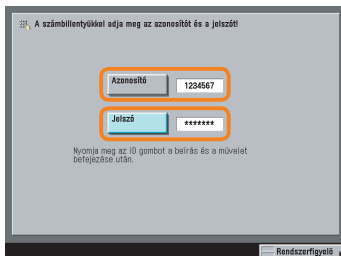 A számbillentyűkkel adja meg az azonosítót és a jelszót!
Azonosító
1234567
Jelszó
*******
Nyomja meg az ID gombot a beírás és a művelet
befejezése után.
Rendszerfigyelő